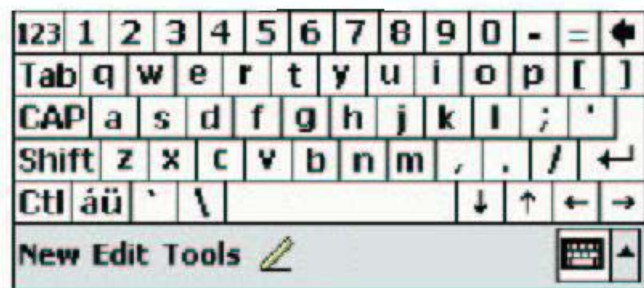 123 1 2 3 4 5 6 7 8 9 0 - = 🡄
Tab q w e r t y u i o p [ ]
CAP a s d f g h j k l ; '
Shift z x c v b n m , . / ↵
Ctl áü ` \ ↓ ↑ ← →
New Edit Tools